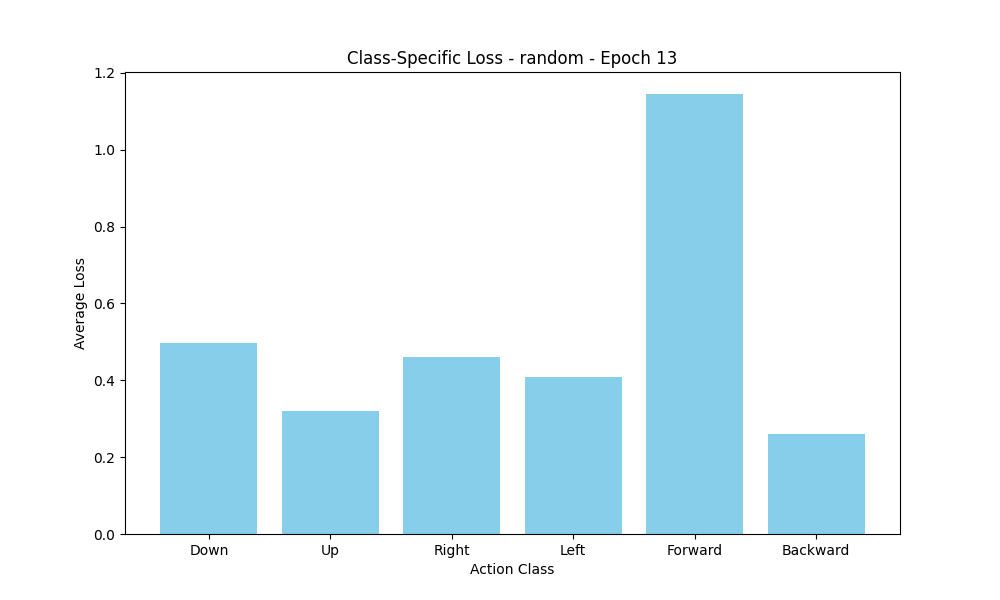 Class-Specific Loss - random - Epoch 13
1.2
1.0
0.8
0.6
0.4
0.2
0.0
Average Loss
Down Up Right Left Forward Backward
Action Class